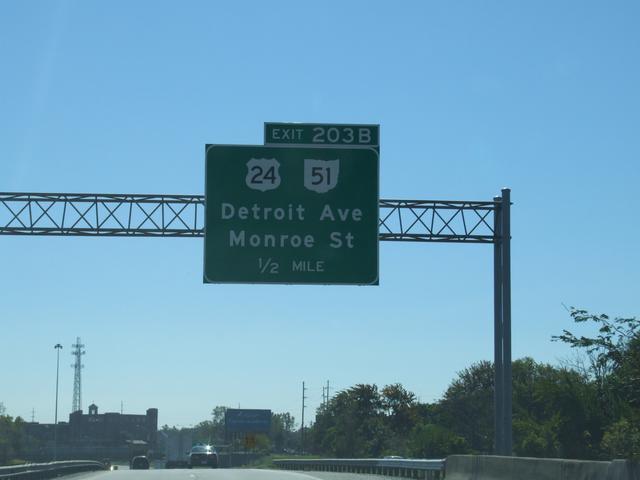 EXIT 203B
24 51
Detroit Ave
Monroe St
1/2 MILE